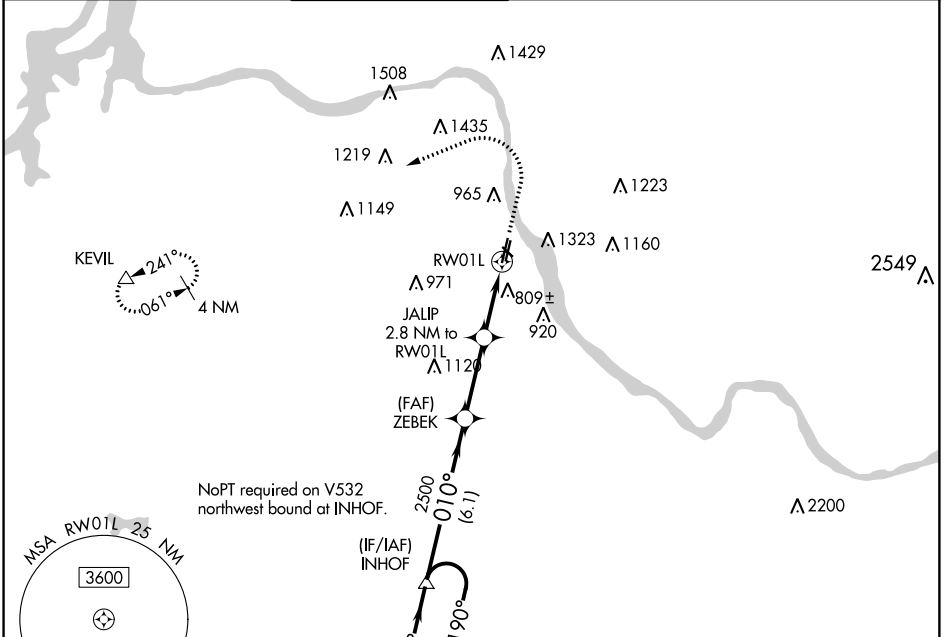 1429
1508
1435
1219
965
1223
1149
KEVIL
241°
061°
4 NM
RW01L
1323
1160
2549
971
809±
920
JALIP
2.8 NM to
RW01L
1120
(FAF)
ZEBEK
NoPT required on V532
northwest bound at INHOF.
2500
010°
(6.1)
2200
(IF/IAF)
INHOF
MSA RW01L 25 NM
3600
190°